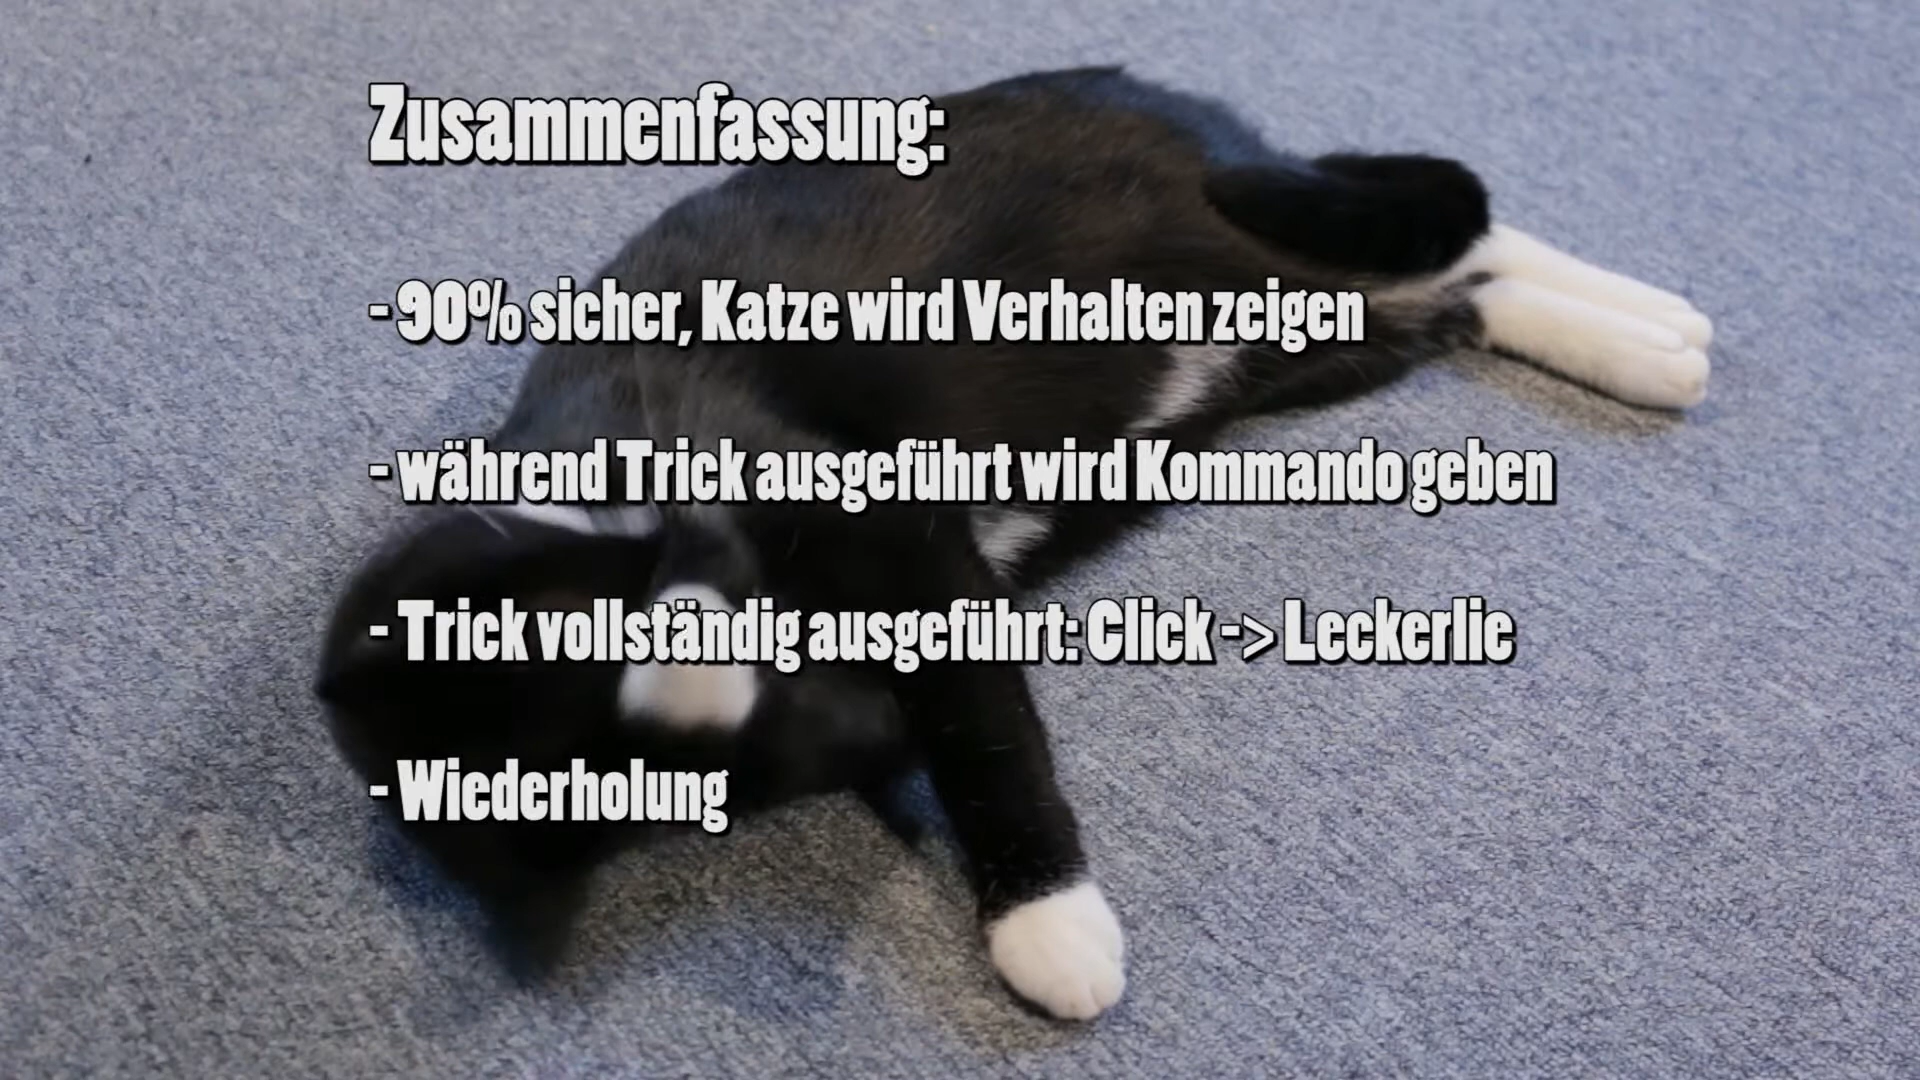 Zusammenfassung:
- 90% sicher, Katze wird Verhalten zeigen
- während Trick ausgeführt wird Kommando geben
- Trick vollständig ausgeführt: Click -> Leckerlie
- Wiederholung